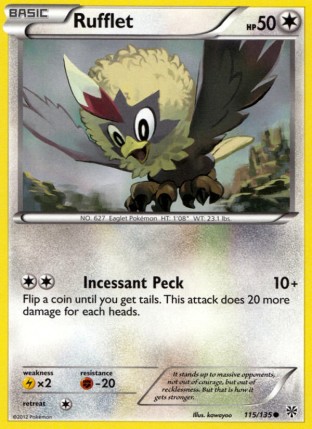 BASIC
Rufflet
HP 50
NO. 627 Eaglet Pokémon HT. 1'08" WT. 23.1 lbs.
Incessant Peck 10+
Flip a coin until you get tails. This attack does 20 more
damage for each heads.
weakness
×2
resistance
-20
retreat
It stands up to massive opponents,
not out of courage, but out of
recklessness. But that is how it
gets stronger.
©2012 Pokémon
Illus. kawayoo
115/135